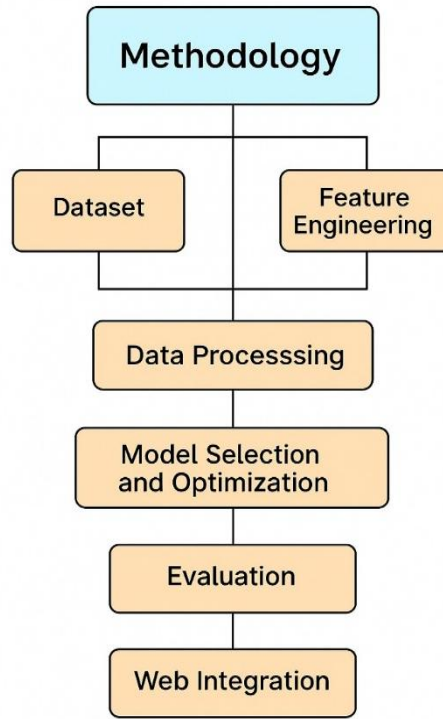 Methodology
Dataset
Feature
Engineering
Data Processsing
Model Selection
and Optimization
Evaluation
Web Integration